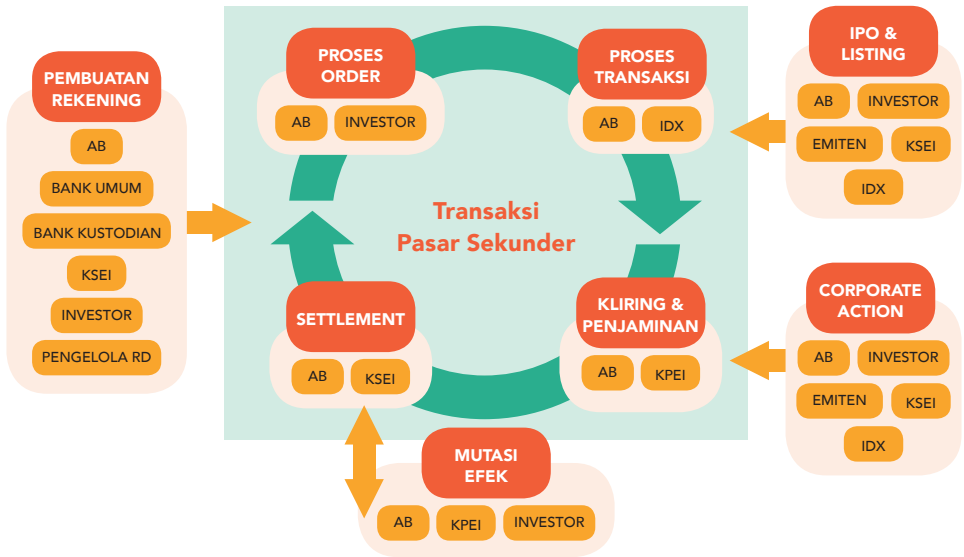 PEMBUATAN
REKENING
AB
BANK UMUM
BANK KUSTODIAN
KSEI
INVESTOR
PENGELOLA RD
PROSES
ORDER
AB
INVESTOR
PROSES
TRANSAKSI
AB
IDX
Transaksi
Pasar Sekunder
SETTLEMENT
AB
KSEI
KLIRING &
PENJAMINAN
AB
KPEI
MUTASI
EFEK
AB
KPEI
INVESTOR
IPO &
LISTING
AB
INVESTOR
EMITEN
KSEI
IDX
CORPORATE
ACTION
AB
INVESTOR
EMITEN
KSEI
IDX